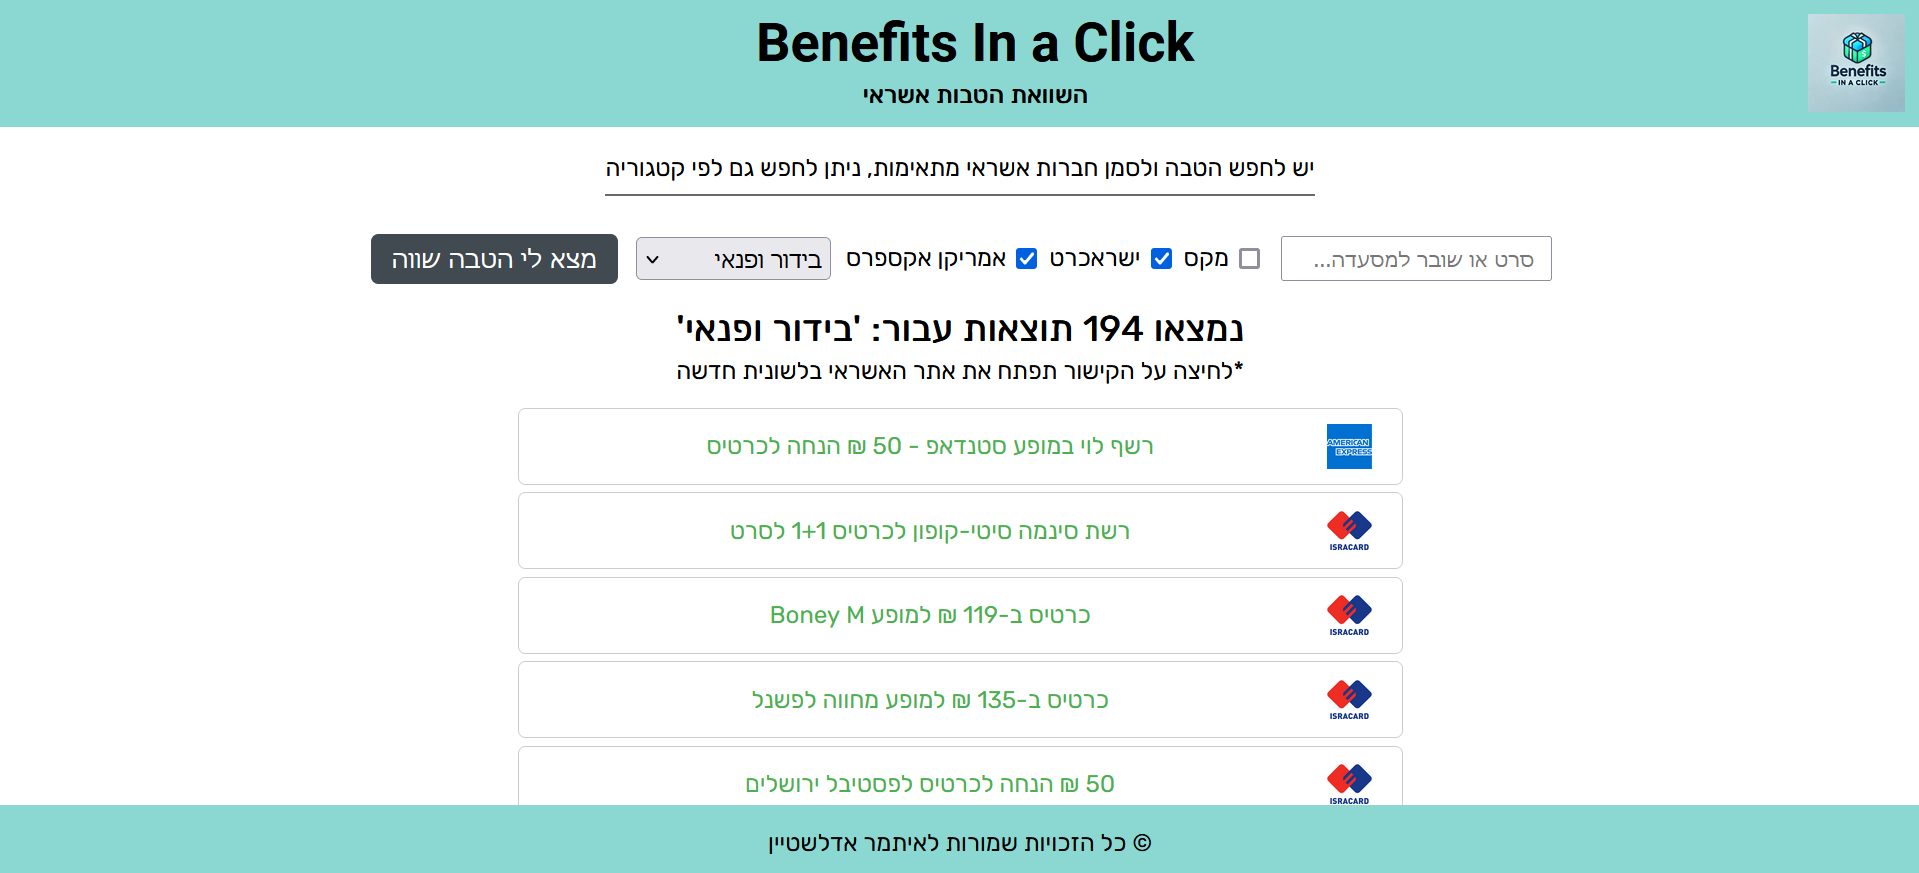 Benefits In a Click
השוואת הטבות אשראי
Benefits
IN A CLICK
יש לחפש הטבה ולסמן חברות אשראי מתאימות, ניתן לחפש גם לפי קטגוריה
סרט או שובר למסעדה...
מקס
ישראכרט
אמריקן אקספרס
בידור ופנאי
מצא לי הטבה שווה
נמצאו 194 תוצאות עבור: 'בידור ופנאי'
*לחיצה על הקישור תפתח את אתר האשראי בלשונית חדשה
AMERICAN
EXPRESS
רשף לוי במופע סטנדאפ - 50 ₪ הנחה לכרטיס
ISRACARD
רשת סינמה סיטי-קופון לכרטיס 1+1 לסרט
ISRACARD
כרטיס ב-119 ₪ למופע Boney M
ISRACARD
כרטיס ב-135 ₪ למופע מחווה לפשנל
ISRACARD
50 ₪ הנחה לכרטיס לפסטיבל ירושלים
© כל הזכויות שמורות לאיתמר אדלשטיין